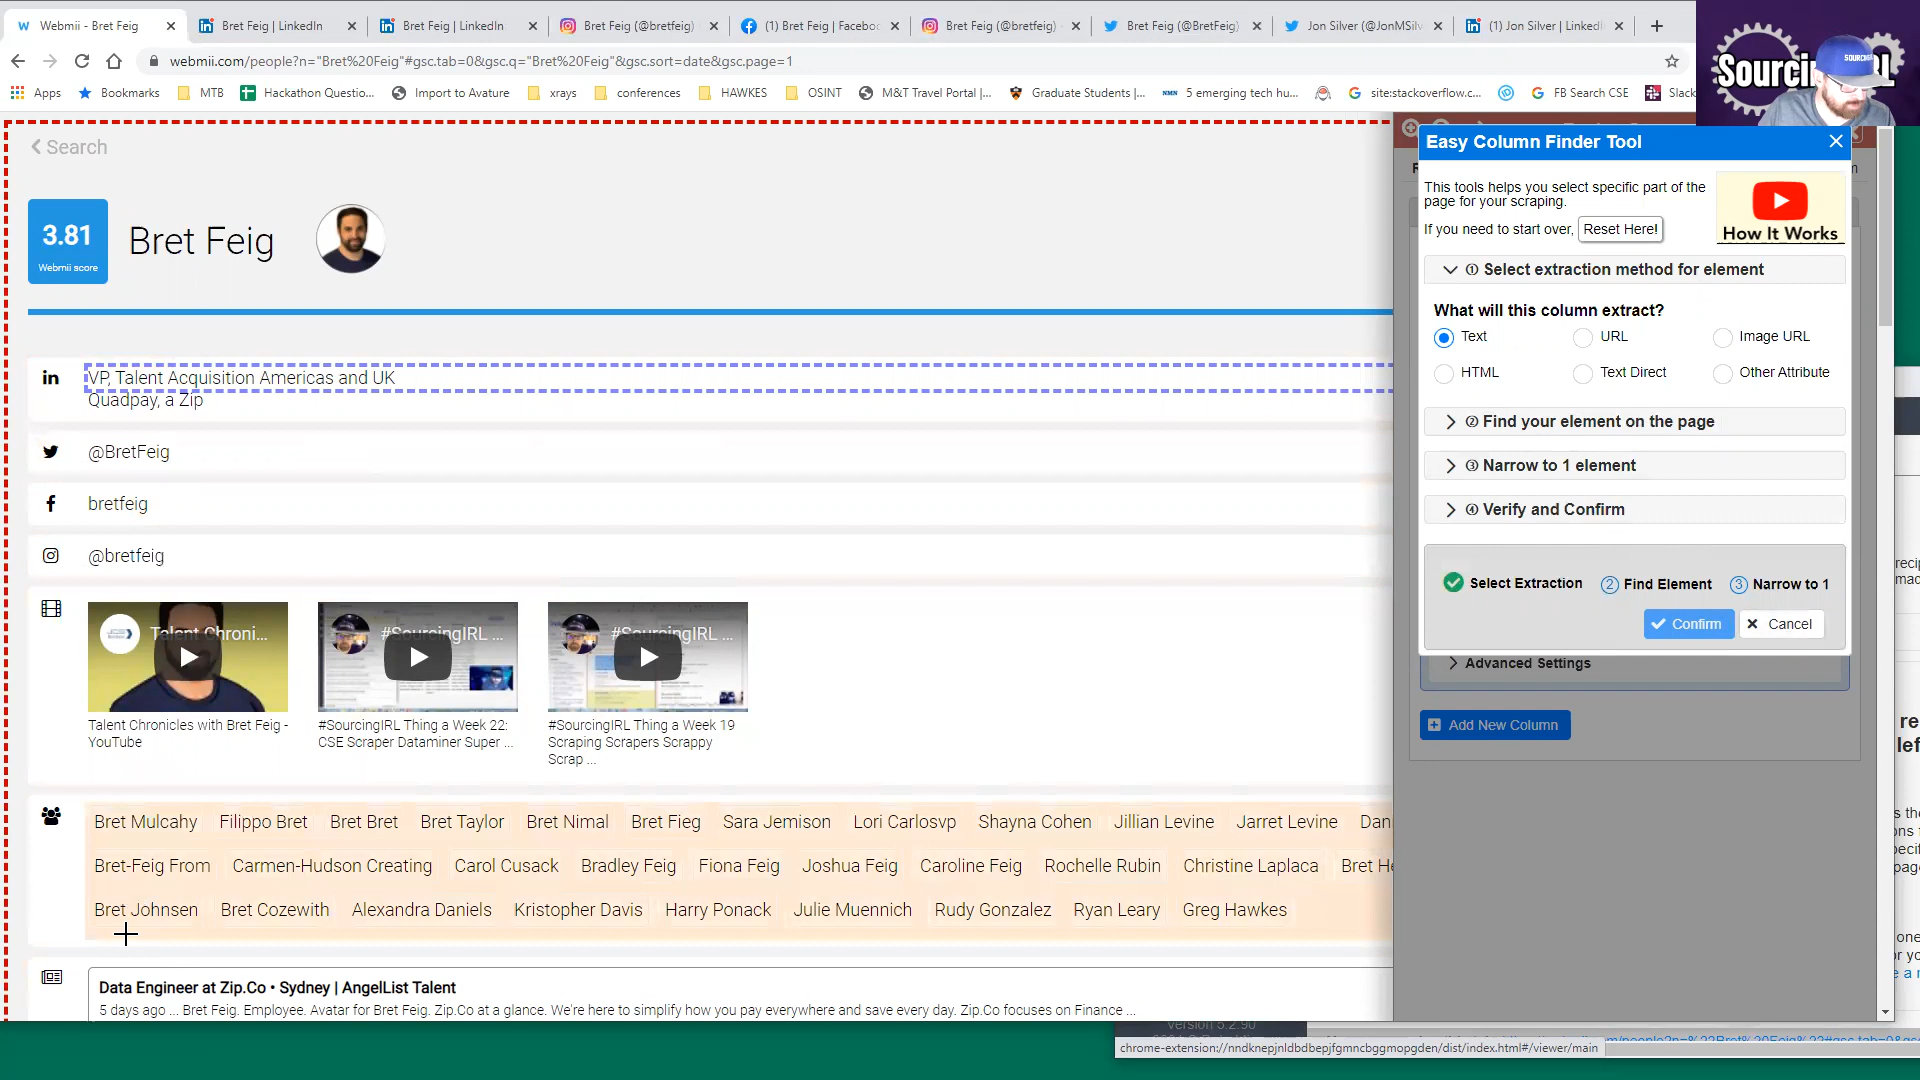 Webmii - Bret Feig
Bret Feig | LinkedIn
Bret Feig | LinkedIn
Bret Feig (@bretfeig)
(1) Bret Feig | Facebook
Bret Feig (@bretfeig)
Bret Feig (@BretFeig)
Jon Silver (@JonMSilv
(1) Jon Silver | LinkedI
webmii.com/people?n="Bret%20Feig"#gsc.tab=0&gsc.q="Bret%20Feig"&gsc.sort=date&gsc.page=1
Apps
Bookmarks
MTB
Hackathon Questio...
Import to Avature
xrays
conferences
HAWKES
OSINT
M&T Travel Portal |...
Graduate Students |...
NMN
5 emerging tech hu...
site:stackoverflow.c...
FB Search CSE
Slack
Search
3.81
Webmii score
Bret Feig
VP, Talent Acquisition Americas and UK
Quadpay, a Zip
@BretFeig
bretfeig
@bretfeig
Talent Chroni...
#SourcingIRL ...
#SourcingIRL ...
Talent Chronicles with Bret Feig -
YouTube
#SourcingIRL Thing a Week 22:
CSE Scraper Dataminer Super ...
#SourcingIRL Thing a Week 19
Scraping Scrapers Scrappy
Scrap ...
Bret Mulcahy Filippo Bret Bret Bret Bret Taylor Bret Nimal Bret Fieg Sara Jemison Lori Carlosvp Shayna Cohen Jillian Levine Jarret Levine Dan
Bret-Feig From Carmen-Hudson Creating Carol Cusack Bradley Feig Fiona Feig Joshua Feig Caroline Feig Rochelle Rubin Christine Laplaca Bret He
Bret Johnsen Bret Cozewith Alexandra Daniels Kristopher Davis Harry Ponack Julie Muennich Rudy Gonzalez Ryan Leary Greg Hawkes
Data Engineer at Zip.Co • Sydney | AngelList Talent
5 days ago ... Bret Feig. Employee. Avatar for Bret Feig. Zip.Co at a glance. We're here to simplify how you pay everywhere and save every day. Zip.Co focuses on Finance ...
Easy Column Finder Tool
This tools helps you select specific part of the
page for your scraping.
If you need to start over, Reset Here!
How It Works
① Select extraction method for element
What will this column extract?
Text
URL
Image URL
HTML
Text Direct
Other Attribute
② Find your element on the page
③ Narrow to 1 element
④ Verify and Confirm
Select Extraction
2 Find Element
3 Narrow to 1
Confirm
Cancel
Advanced Settings
Add New Column
chrome-extension://nndknepjnldbdbepjfgmncbggmopgden/dist/index.html#/viewer/main